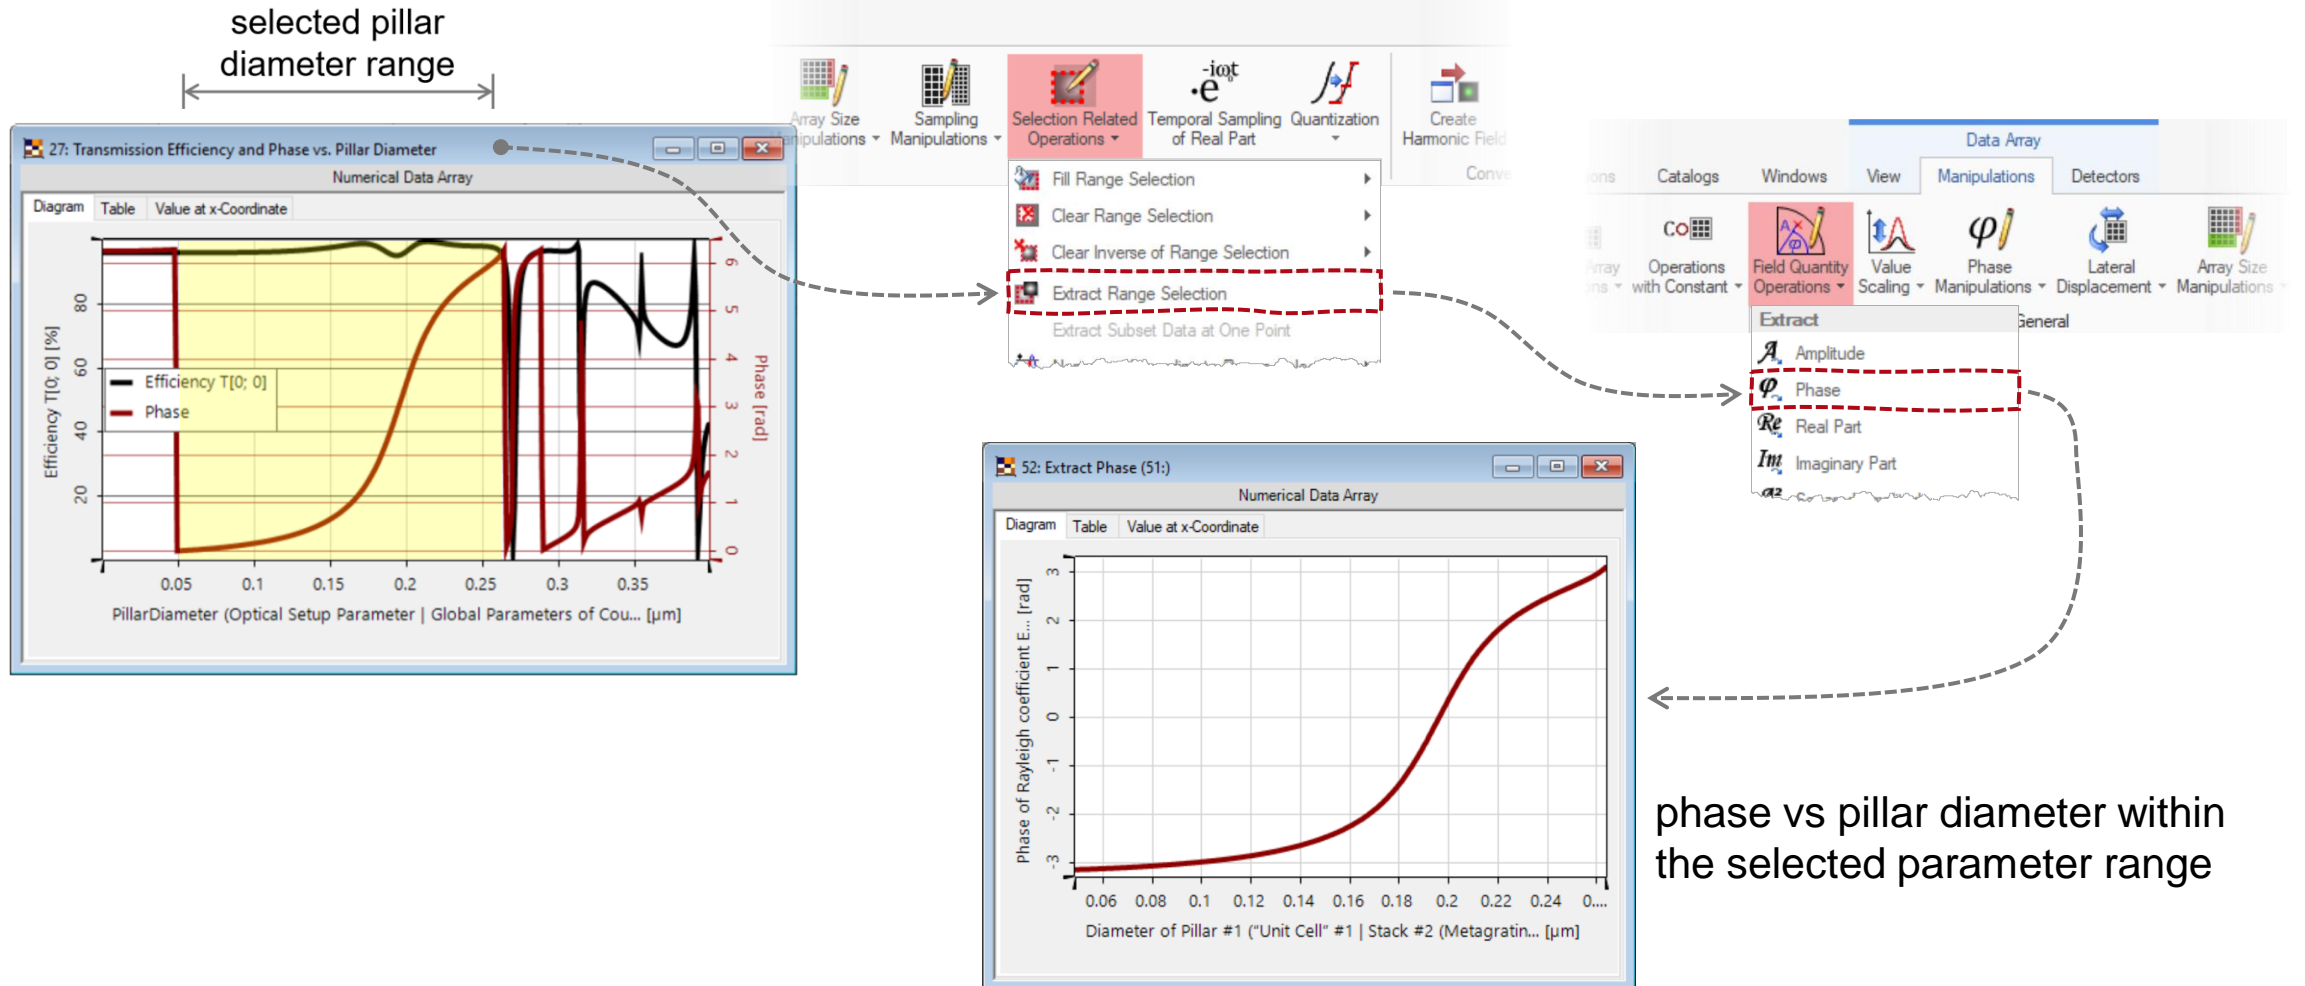 selected pillar
diameter range
27: Transmission Efficiency and Phase vs. Pillar Diameter
Numerical Data Array
Diagram Table Value at x-Coordinate
Efficiency T[0; 0] [%]
20 40 60 80
Efficiency T[0; 0]
Phase
Phase [rad]
0 1 2 3 4 5 6
0.05 0.1 0.15 0.2 0.25 0.3 0.35
PillarDiameter (Optical Setup Parameter | Global Parameters of Cou... [µm]
Array Size
Manipulations
Sampling
Manipulations
Selection Related
Operations
-iωt
·e
Temporal Sampling
of Real Part
Quantization
Create
Harmonic Field
Conve
Fill Range Selection
Clear Range Selection
Clear Inverse of Range Selection
Extract Range Selection
Extract Subset Data at One Point
Data Array
Catalogs Windows View Manipulations Detectors
Operations
with Constant
Field Quantity
Operations
Value
Scaling
Phase
Manipulations
Lateral
Displacement
Array Size
Manipulations
General
Extract
A Amplitude
φ Phase
Re Real Part
Im Imaginary Part
52: Extract Phase (51:)
Numerical Data Array
Diagram Table Value at x-Coordinate
Phase of Rayleigh coefficient E... [rad]
-3 -2 -1 0 1 2 3
0.06 0.08 0.1 0.12 0.14 0.16 0.18 0.2 0.22 0.24 0....
Diameter of Pillar #1 ("Unit Cell" #1 | Stack #2 (Metagratin... [µm]
phase vs pillar diameter within
the selected parameter range